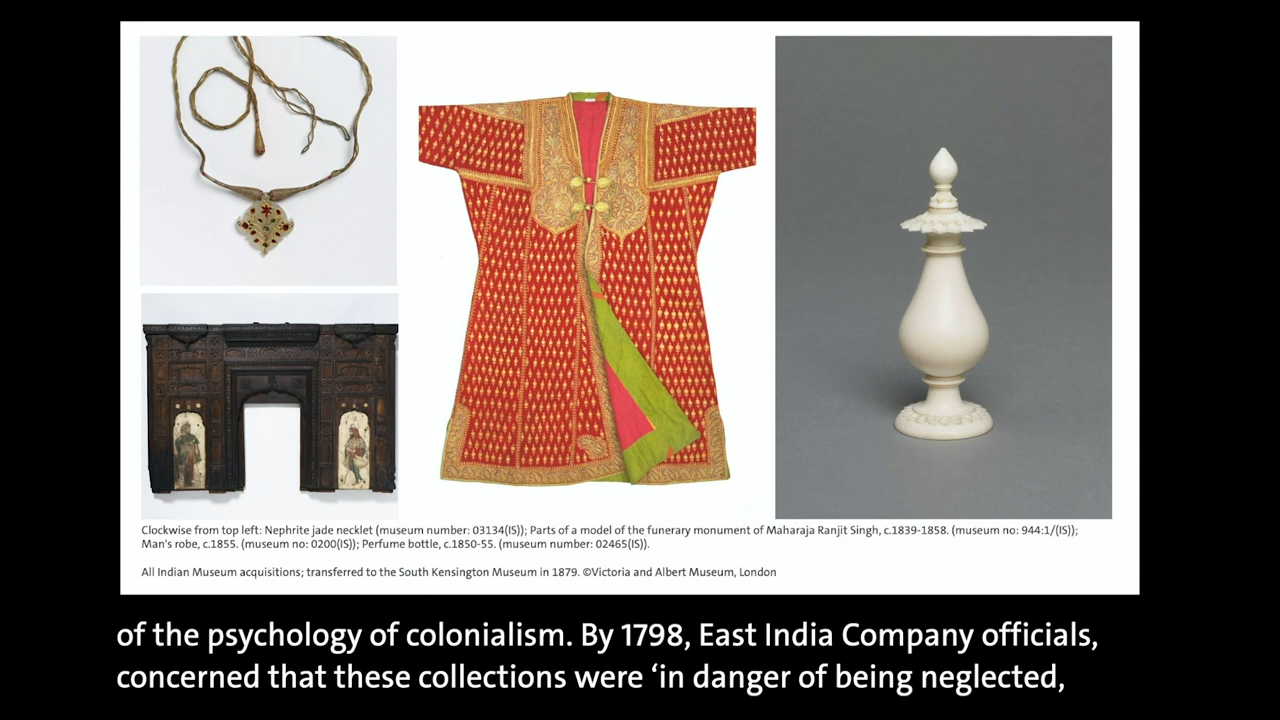 Clockwise from top left: Nephrite jade necklet (museum number: 03134(IS)); Parts of a model of the funerary monument of Maharaja Ranjit Singh, c.1839-1858. (museum no: 944:1/(IS));
Man's robe, c.1855. (museum no: 0200(IS)); Perfume bottle, c.1850-55. (museum number: 02465(IS)).
All Indian Museum acquisitions; transferred to the South Kensington Museum in 1879. ©Victoria and Albert Museum, London
of the psychology of colonialism. By 1798, East India Company officials,
concerned that these collections were ‘in danger of being neglected,